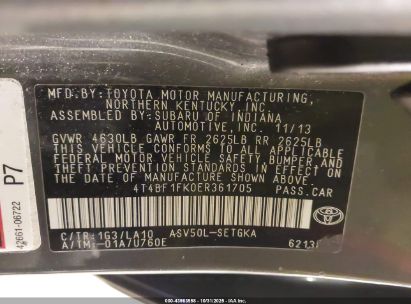 MFD.BY:TOYOTA MOTOR MANUFACTURING,
NORTHERN KENTUCKY,INC.
ASSEMBLED BY:SUBARU OF INDIANA
AUTOMOTIVE,INC. 11/13
GVWR 4630LB GAWR FR 2625LB RR 2625LB
THIS VEHICLE CONFORMS TO ALL APPLICABLE
FEDERAL MOTOR VEHICLE SAFETY,BUMPER,AND
THEFT PREVENTION STANDARDS IN EFFECT ON
THE DATE OF MANUFACTURE SHOWN ABOVE.
4T4BF1FK0ER361705 PASS.CAR
C/TR:1G3/LA10 ASV50L-SETGKA
A/TM:-01A/U760E 6213
TOYOTA
P7
42661-06722